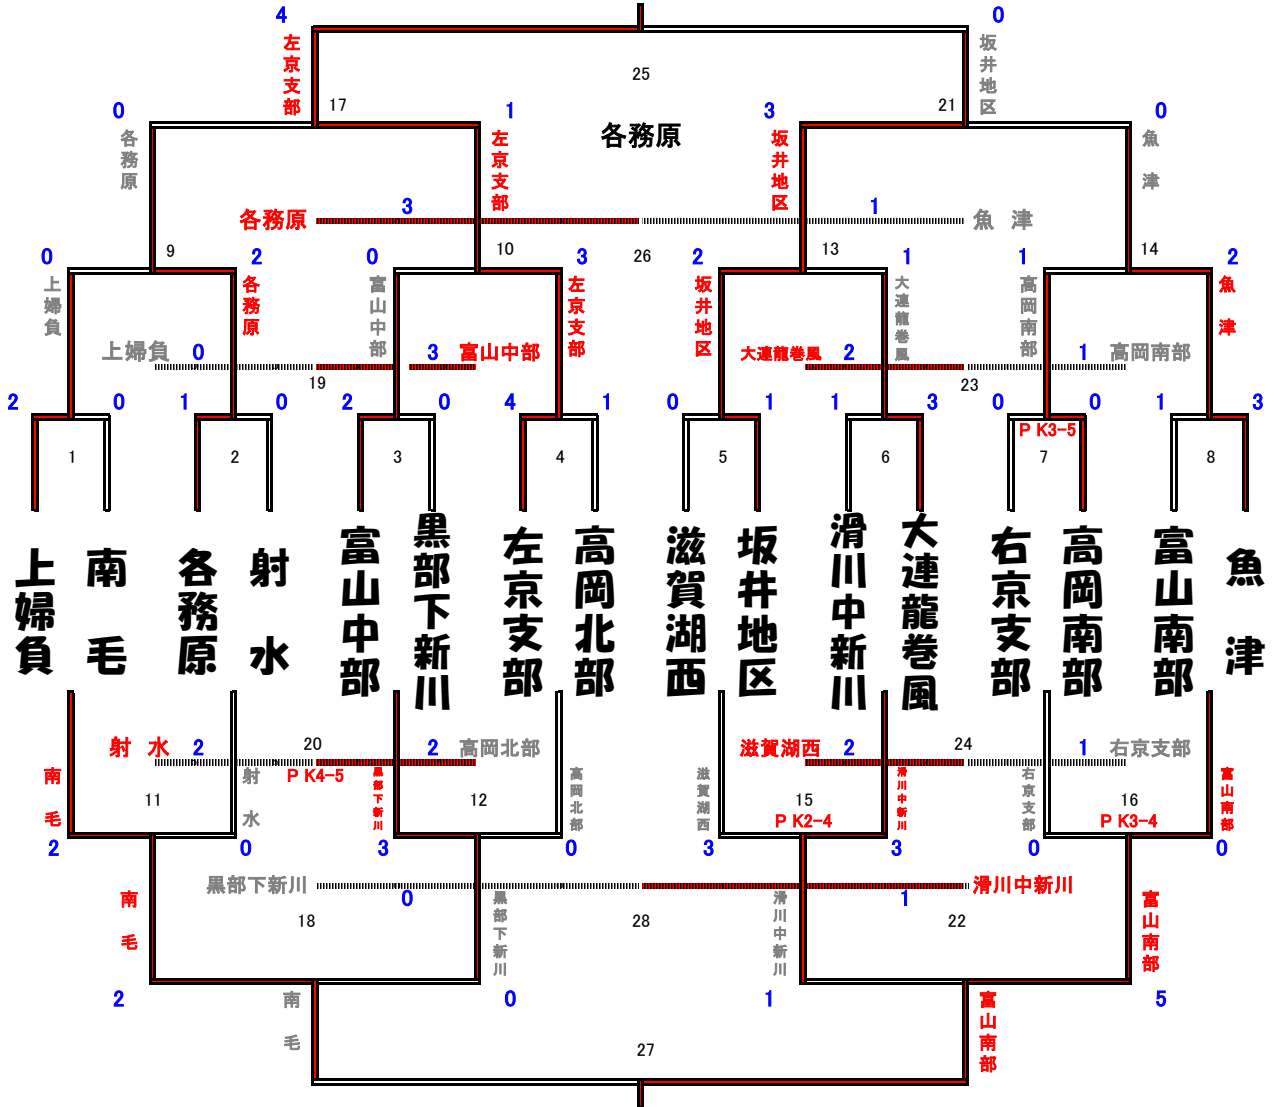 4
0
左京支部
坂井地区
25
17
21
0
1
3
0
各務原
左京支部
各務原
坂井地区
魚津
各務原
3
1
魚津
9
10
26
13
14
0
2
0
3
2
1
1
2
上婦負
各務原
富山中部
左京支部
坂井地区
大連龍巻風
高岡南部
魚津
上婦負
0
3
富山中部
大連龍巻風
2
1
高岡南部
19
23
2
0
1
0
2
0
4
1
0
1
1
3
0
0
1
3
P K3-5
1
2
3
4
5
6
7
8
上婦負
南毛
各務原
射水
富山中部
黒部下新川
左京支部
高岡北部
滋賀湖西
坂井地区
滑川中新川
大連龍巻風
右京支部
高岡南部
富山南部
魚津
射水
2
20
2
高岡北部
滋賀湖西
2
24
1
右京支部
P K4-5
南毛
射水
黒部下新川
高岡北部
滋賀湖西
滑川中新川
右京支部
富山南部
11
12
15
16
P K2-4
P K3-4
2
0
3
0
3
3
0
0
黒部下新川
0
1
滑川中新川
南毛
黒部下新川
滑川中新川
富山南部
18
28
22
2
0
1
5
南毛
富山南部
27